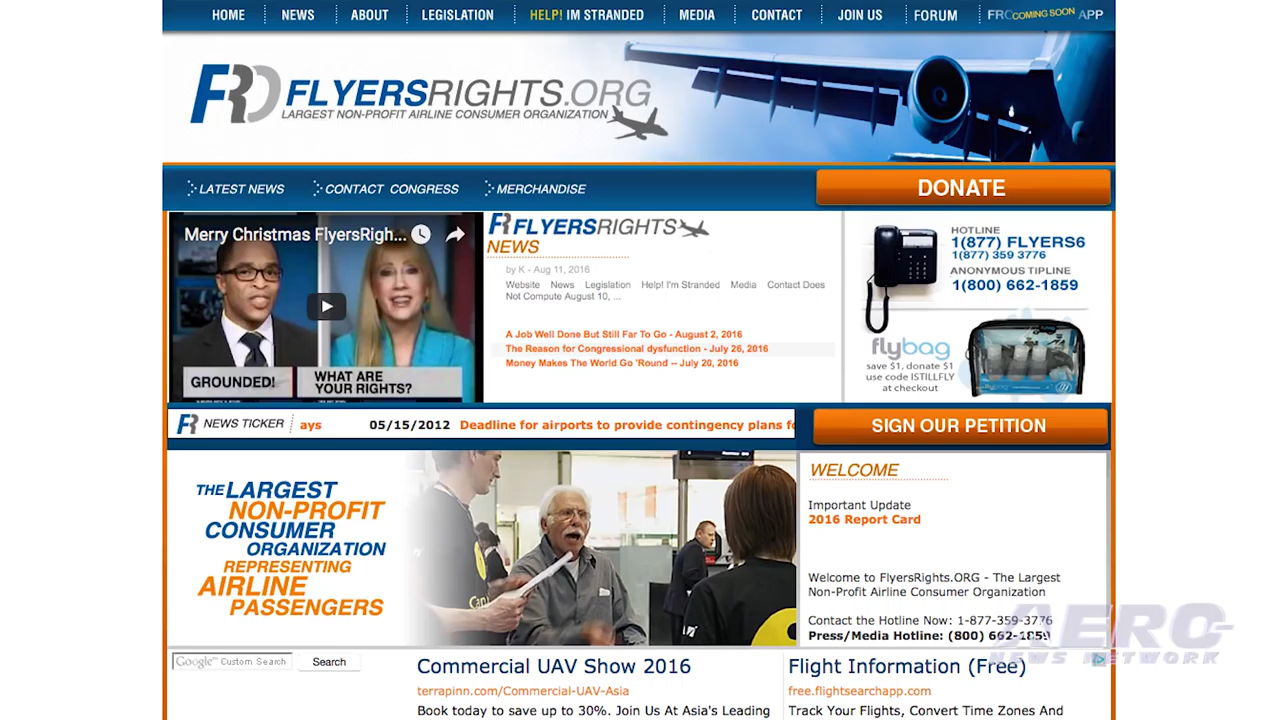 HOME NEWS ABOUT LEGISLATION HELP! IM STRANDED MEDIA CONTACT JOIN US FORUM COMING SOON APP
FRO FLYERSRIGHTS.ORG
LARGEST NON-PROFIT AIRLINE CONSUMER ORGANIZATION
LATEST NEWS CONTACT CONGRESS MERCHANDISE DONATE
Merry Christmas FlyersRigh...
GROUNDED!
WHAT ARE
YOUR RIGHTS?
FR FLYERSRIGHTS
NEWS
by K - Aug 11, 2016
Website News Legislation Help! I'm Stranded Media Contact Does
Not Compute August 10, ...
A Job Well Done But Still Far To Go - August 2, 2016
The Reason for Congressional dysfunction - July 26, 2016
Money Makes The World Go 'Round -- July 20, 2016
HOTLINE
1(877) FLYERS6
1(877) 359 3776
ANONYMOUS TIPLINE
1(800) 662-1859
flybag
save $1, donate $1
use code ISTILLFLY
at checkout
FR NEWS TICKER ays 05/15/2012 Deadline for airports to provide contingency plans fo
SIGN OUR PETITION
THE LARGEST
NON-PROFIT
CONSUMER
ORGANIZATION
REPRESENTING
AIRLINE
PASSENGERS
WELCOME
Important Update
2016 Report Card
Welcome to FlyersRights.ORG - The Largest
Non-Profit Airline Consumer Organization
Contact the Hotline Now: 1-877-359-3776
Press/Media Hotline: (800) 662-1859
AERO
NEWS NETWORK
Google™ Custom Search Search
Commercial UAV Show 2016
terrapinn.com/Commercial-UAV-Asia
Book today to save up to 30%. Join Us At Asia's Leading
Flight Information (Free)
free.flightsearchapp.com
Track Your Flights, Convert Time Zones And